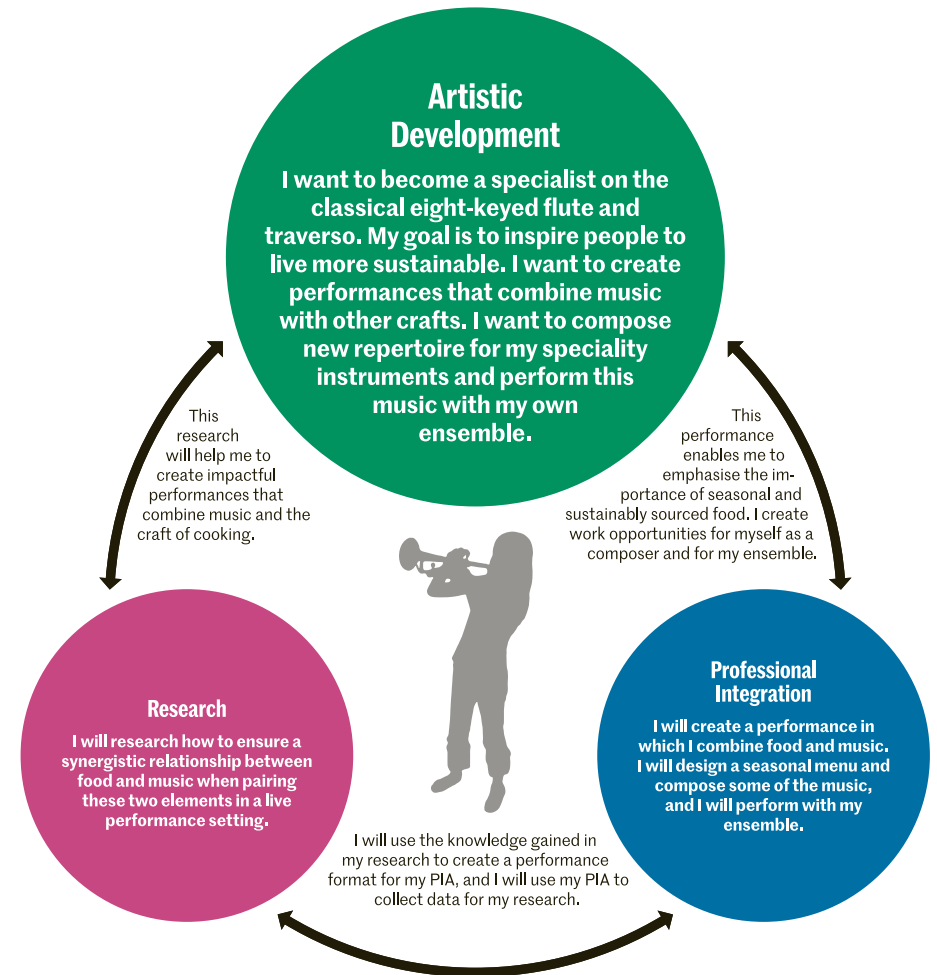 Artistic
Development
I want to become a specialist on the
classical eight-keyed flute and
traverso. My goal is to inspire people to
live more sustainable. I want to create
performances that combine music
with other crafts. I want to compose
new repertoire for my speciality
instruments and perform this
music with my own
ensemble.
This
research
will help me to
create impactful
performances that
combine music and the
craft of cooking.
This
performance
enables me to
emphasise the im-
portance of seasonal and
sustainably sourced food. I create
work opportunities for myself as a
composer and for my ensemble.
Research
I will research how to ensure a
synergistic relationship between
food and music when pairing
these two elements in a live
performance setting.
Professional
Integration
I will create a performance in
which I combine food and music.
I will design a seasonal menu and
compose some of the music,
and I will perform with my
ensemble.
I will use the knowledge gained in
my research to create a performance
format for my PIA, and I will use my PIA to
collect data for my research.